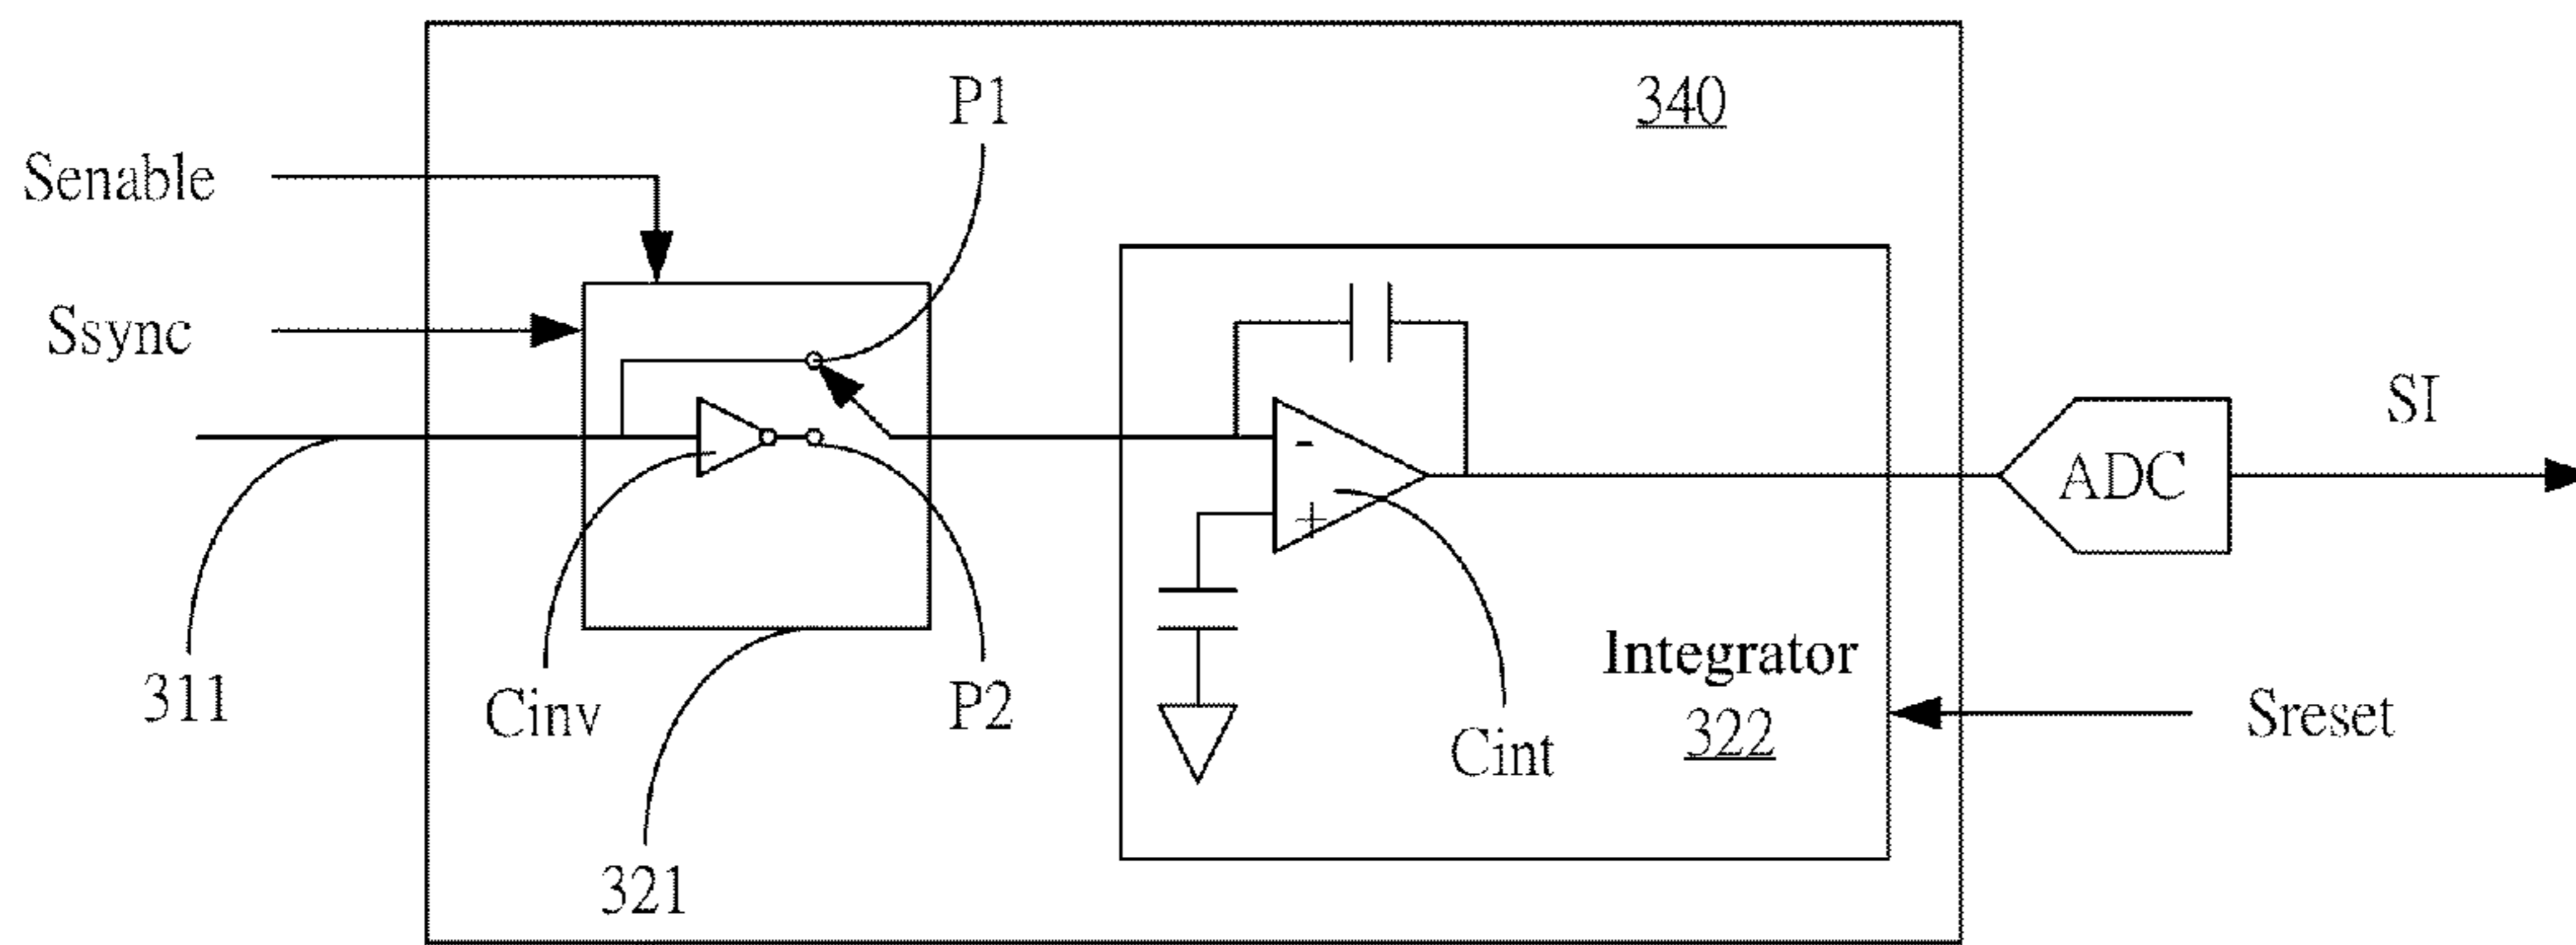 340
P1
Senable
Ssync
SI
ADC
-
+
Integrator
322
311
Cinv
P2
Cint
Sreset
321